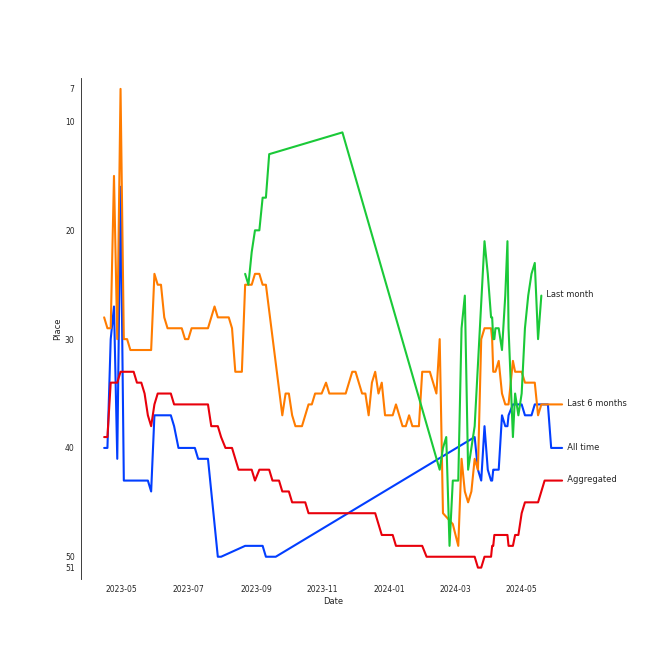 7
10
20
30
40
50
51
Place
2023-05
2023-07
2023-09
2023-11
2024-01
2024-03
2024-05
Date
Last month
Last 6 months
All time
Aggregated